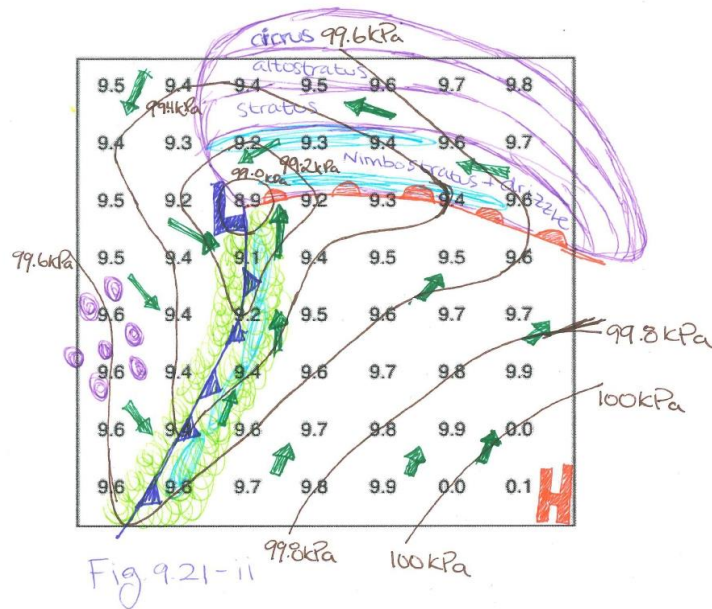 cirrus 99.6kPa
altostratus
9.5 9.4 9.4 9.5 9.6 9.7 9.8
99.4kPa
stratus
9.4 9.3 9.2 9.3 9.4 9.6 9.7
Nimbostratus + drizzle
99.0kPa 99.2kPa
9.5 9.2 8.9 9.2 9.3 9.4 9.6
L
99.6kPa
9.5 9.3 9.1 9.4 9.4 9.5 9.5
9.6 9.4 9.2 9.5 9.6 9.7
99.8kPa
9.6 9.4 9.4 9.6 9.7 9.8 9.9
100kPa
9.6 9.4 9.7 9.8 9.9 0.0
9.6 9.6 9.7 9.8 9.9 0.0 0.1
H
99.8kPa
100kPa
Fig 9.21-ii